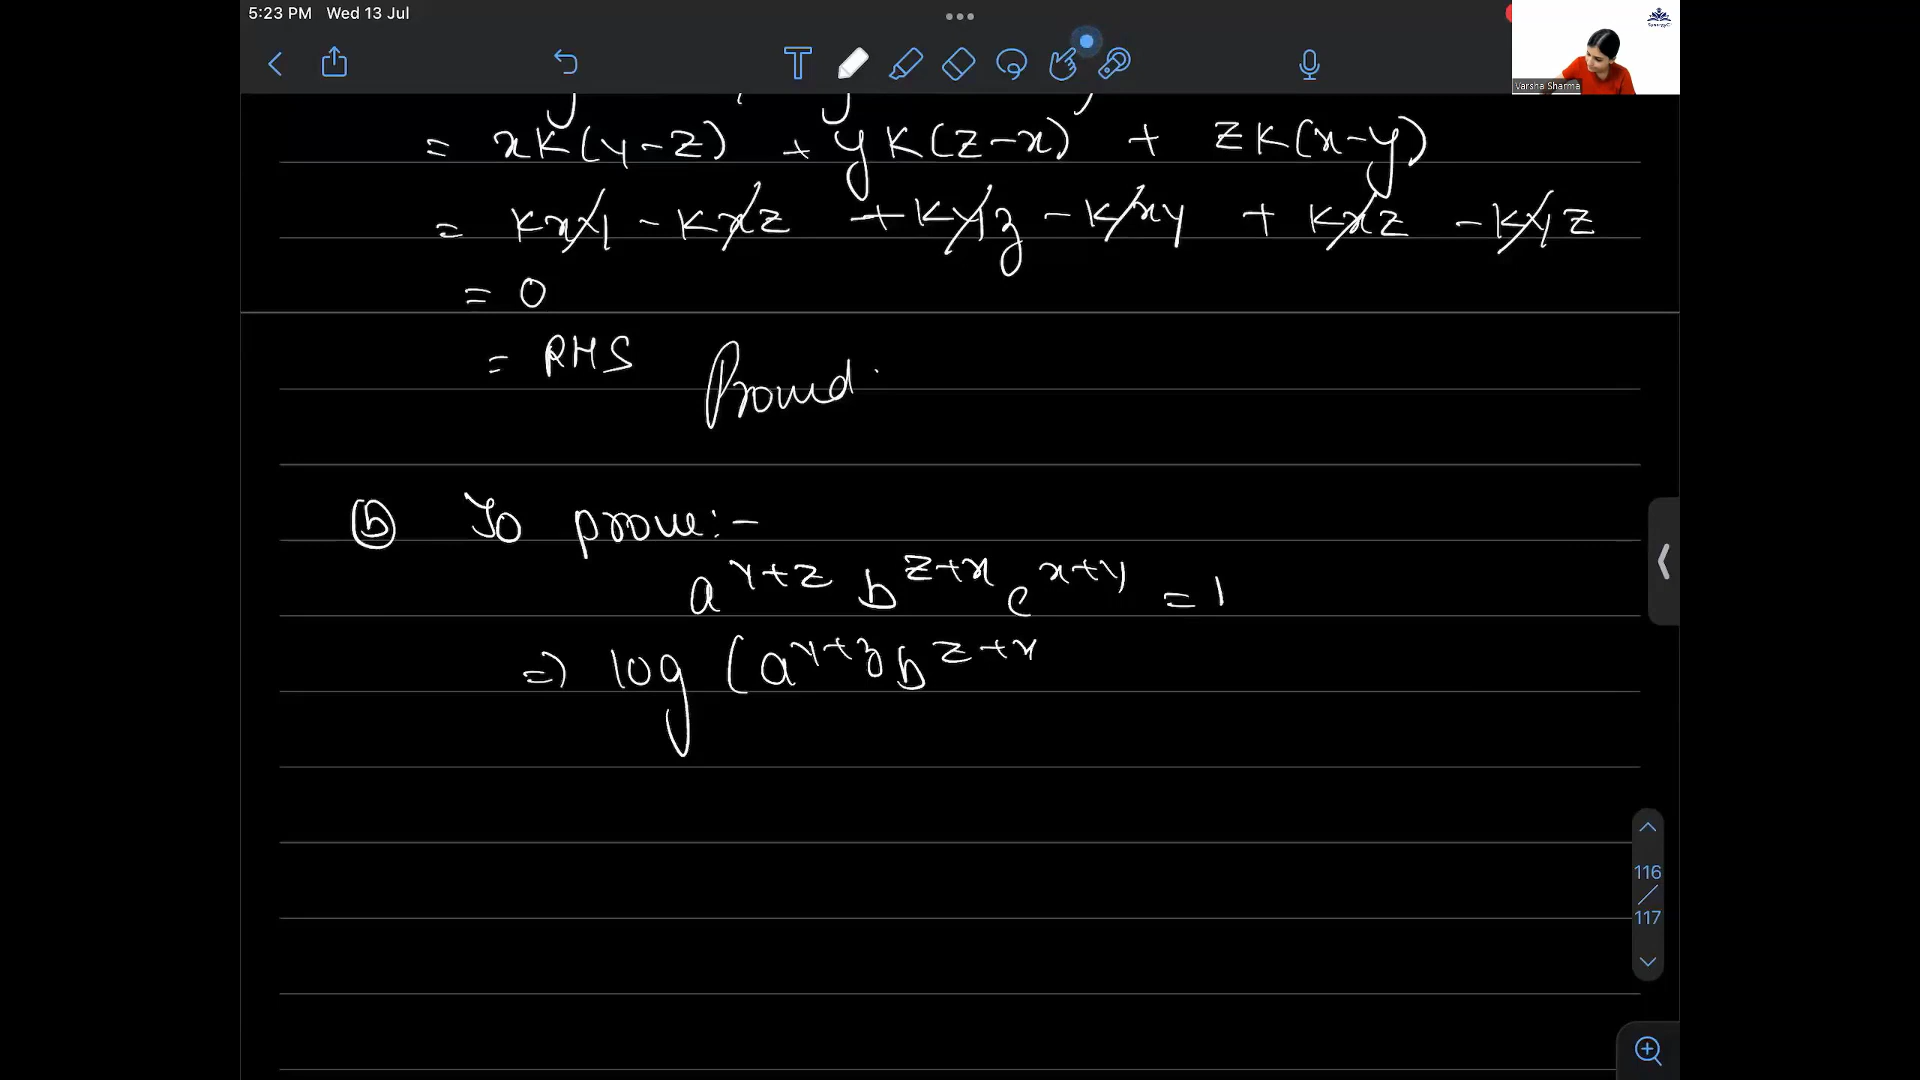 5:23 PM Wed 13 Jul
Varsha Sharma
= xK(y-z) + yK(z-x) + zK(x-y)
= Kxy - Kxz + Kyz - Kxy + Kxz - Kyz
= 0
= RHS Proved.
(b) To prove:-
a^{y+z} b^{z+x} c^{x+y} = 1
=> log (a^{y+z} b^{z+x}
116
117